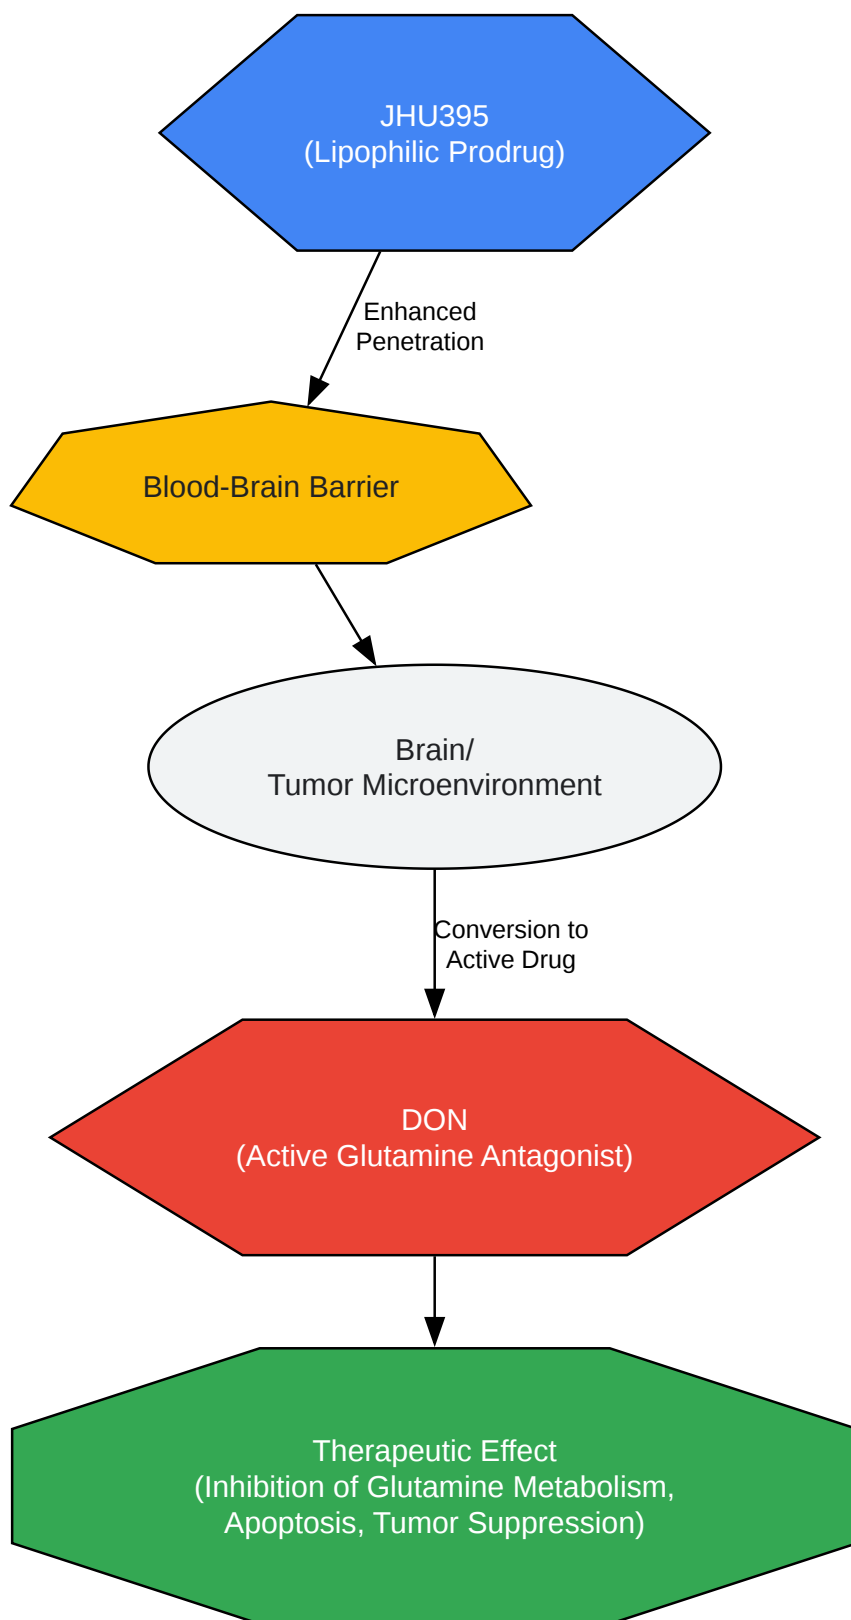 JHU395
(Lipophilic Prodrug)
Enhanced
Penetration
Blood-Brain Barrier
Brain/
Tumor Microenvironment
Conversion to
Active Drug
DON
(Active Glutamine Antagonist)
Therapeutic Effect
(Inhibition of Glutamine Metabolism,
Apoptosis, Tumor Suppression)